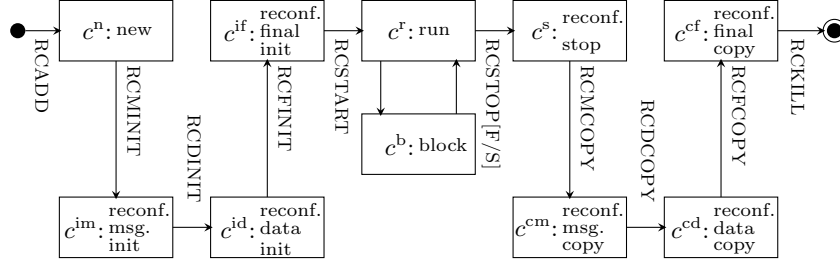 c^n: new
c^if: reconf. final init
c^r: run
c^s: reconf. stop
c^cf: reconf. final copy
RCADD
RCMINIT
RCDINIT
RCFINIT
RCSTART
RCSTOP[F/S]
RCMCOPY
RCDCOPY
RCFCOPY
RCKILL
c^b: block
c^im: reconf. msg. init
c^id: reconf. data init
c^cm: reconf. msg. copy
c^cd: reconf. data copy